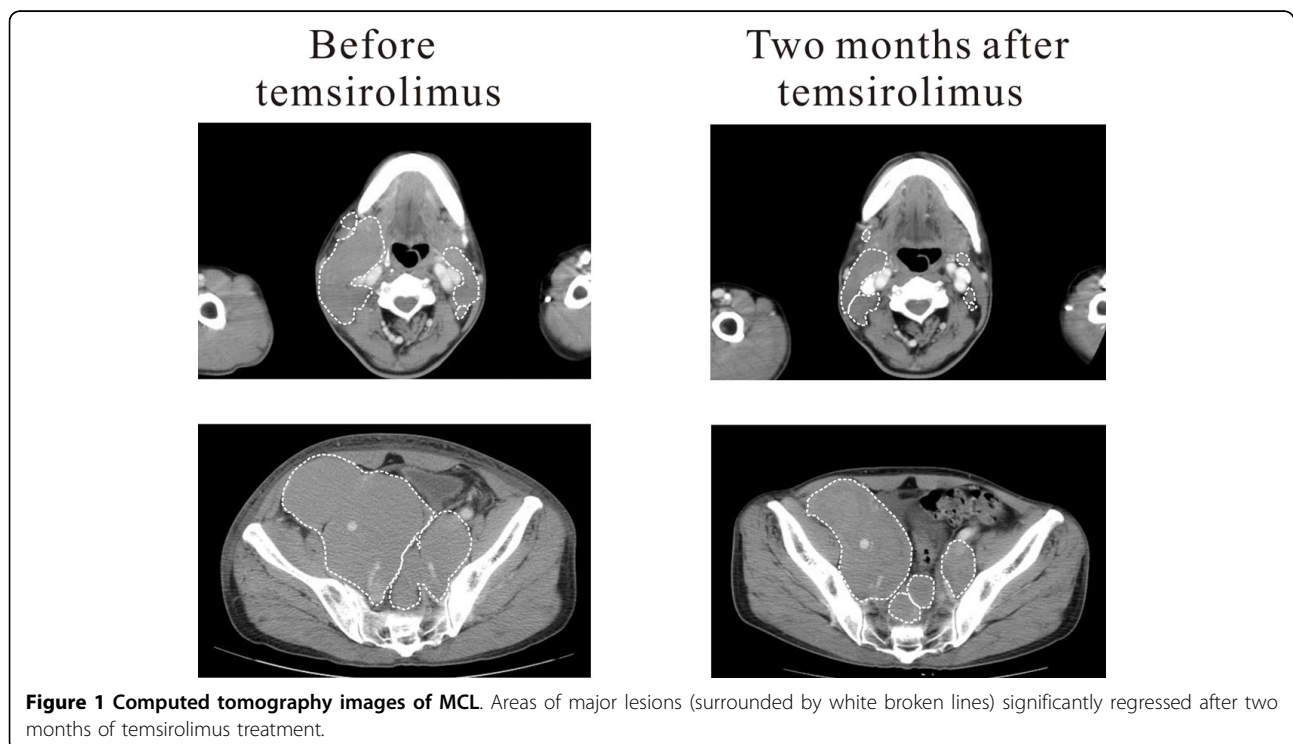 Before
temsirolimus
Two months after
temsirolimus
Figure 1 Computed tomography images of MCL. Areas of major lesions (surrounded by white broken lines) significantly regressed after two
months of temsirolimus treatment.